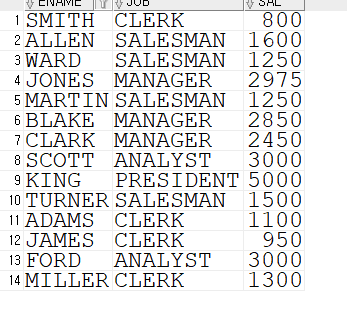 ENAME JOB SAL
1 SMITH CLERK 800
2 ALLEN SALESMAN 1600
3 WARD SALESMAN 1250
4 JONES MANAGER 2975
5 MARTIN SALESMAN 1250
6 BLAKE MANAGER 2850
7 CLARK MANAGER 2450
8 SCOTT ANALYST 3000
9 KING PRESIDENT 5000
10 TURNER SALESMAN 1500
11 ADAMS CLERK 1100
12 JAMES CLERK 950
13 FORD ANALYST 3000
14 MILLER CLERK 1300